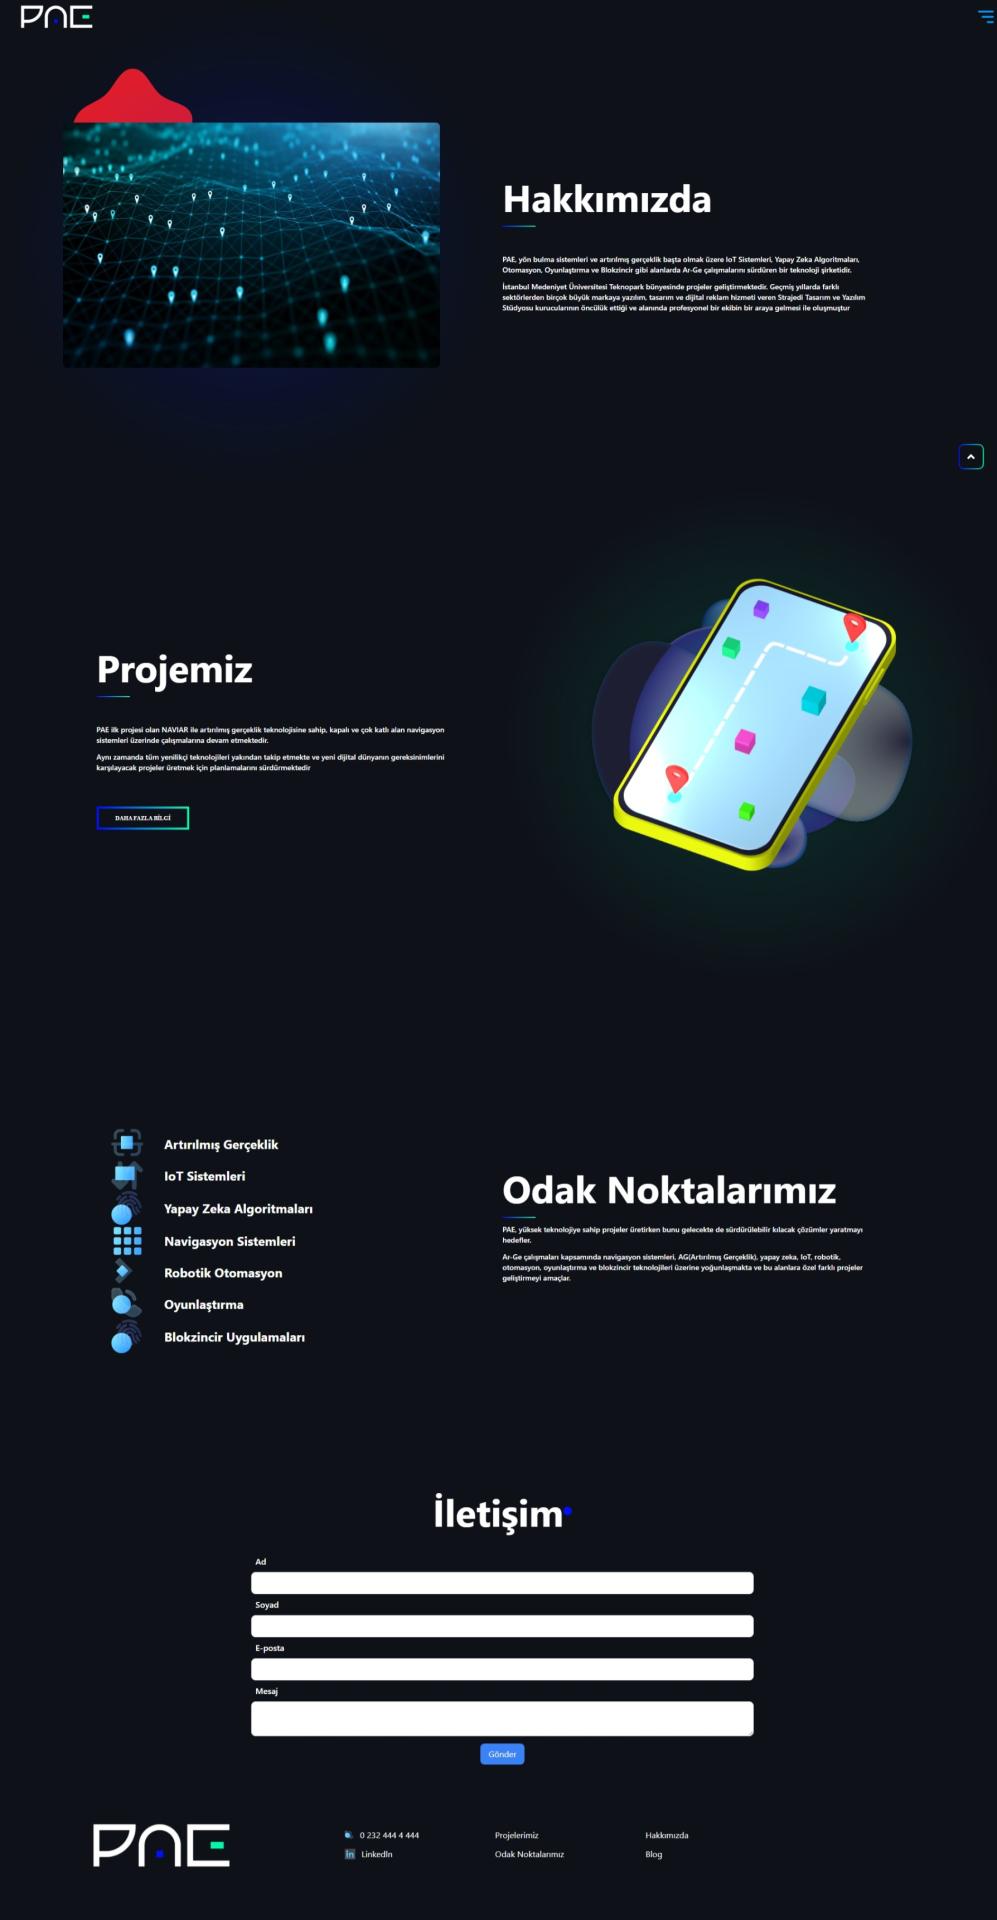 PAE
Hakkımızda
PAE, yön bulma sistemleri ve artırılmış gerçeklik başta olmak üzere IoT Sistemleri, Yapay Zeka Algoritmaları,
Otomasyon, Oyunlaştırma ve Blokzincir gibi alanlarda Ar-Ge çalışmalarını sürdüren bir teknoloji şirketidir.
İstanbul Medeniyet Üniversitesi Teknopark bünyesinde projeler geliştirmektedir. Geçmiş yıllarda farklı
sektörlerden birçok büyük markaya yazılım, tasarım ve dijital reklam hizmeti veren Strajedi Tasarım ve Yazılım
Stüdyosu kurucularının öncülük ettiği ve alanında profesyonel bir ekibin bir araya gelmesi ile oluşmuştur
Projemiz
PAE ilk projesi olan NAVIAR ile artırılmış gerçeklik teknolojisine sahip, kapalı ve çok katlı alan navigasyon
sistemleri üzerinde çalışmalarına devam etmektedir.
Aynı zamanda tüm yenilikçi teknolojileri yakından takip etmekte ve yeni dijital dünyanın gereksinimlerini
karşılayacak projeler üretmek için planlamalarını sürdürmektedir
DAHA FAZLA BİLGİ
Artırılmış Gerçeklik
IoT Sistemleri
Yapay Zeka Algoritmaları
Navigasyon Sistemleri
Robotik Otomasyon
Oyunlaştırma
Blokzincir Uygulamaları
Odak Noktalarımız
PAE, yüksek teknolojiye sahip projeler üretirken bunu gelecekte de sürdürülebilir kılacak çözümler yaratmayı
hedefler.
Ar-Ge çalışmaları kapsamında navigasyon sistemleri, AG(Artırılmış Gerçeklik), yapay zeka, IoT, robotik,
otomasyon, oyunlaştırma ve blokzincir teknolojileri üzerine yoğunlaşmakta ve bu alanlara özel farklı projeler
geliştirmeyi amaçlar.
İletişim
Ad
Soyad
E-posta
Mesaj
Gönder
PAE
0 232 444 4 444
in LinkedIn
Projelerimiz
Odak Noktalarımız
Hakkımızda
Blog